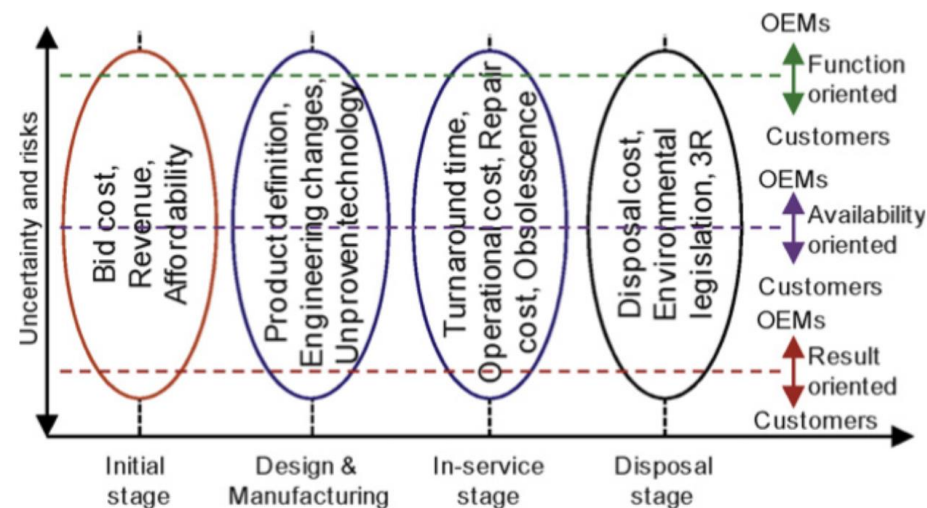 Uncertainty and risks
Bid cost,
Revenue,
Affordability
Product definition,
Engineering changes,
Unproven technology
Turnaround time,
Operational cost, Repair
cost, Obsolescence
Disposal cost,
Environmental
legislation, 3R
OEMs
Function
oriented
Customers
OEMs
Availability
oriented
Customers
OEMs
Result
oriented
Customers
Initial
stage
Design &
Manufacturing
In-service
stage
Disposal
stage